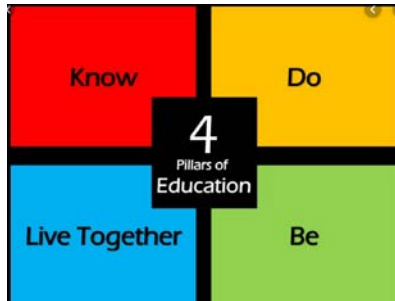 Know
Do
4
Pillars of
Education
Live Together
Be